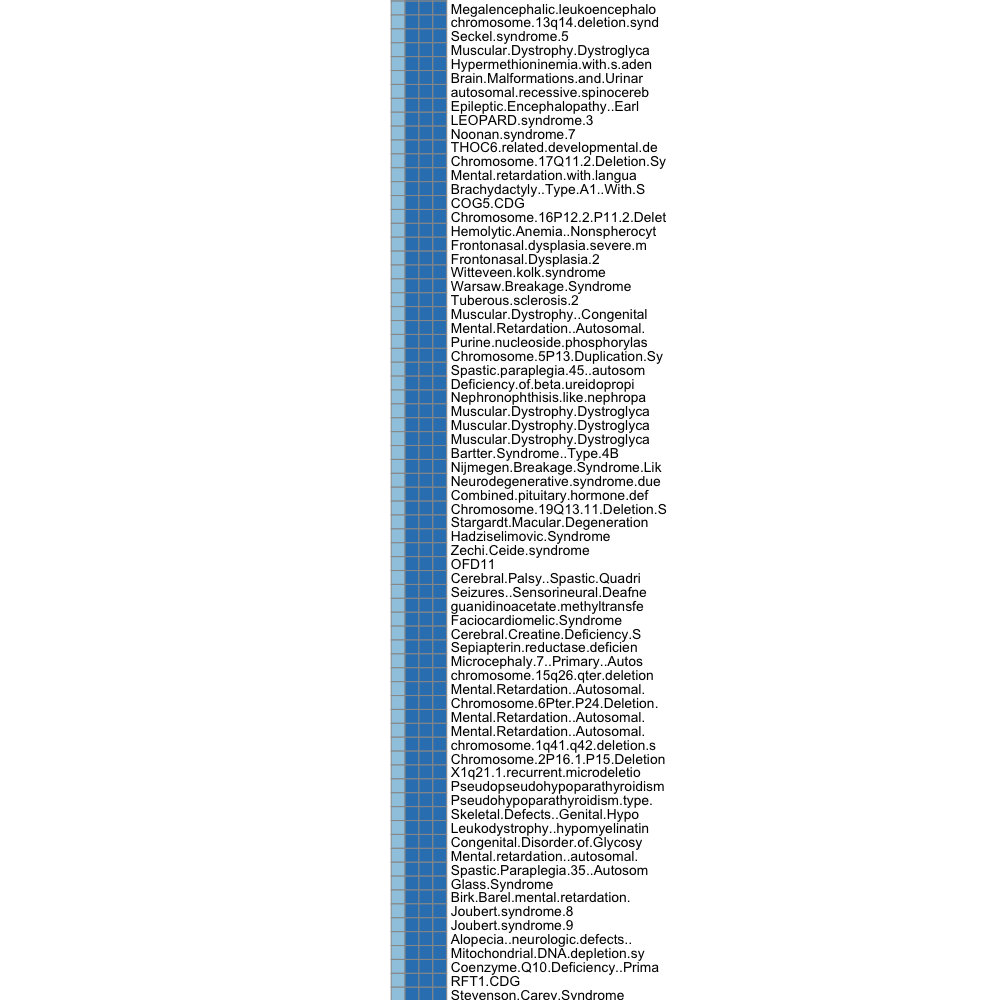 Megalencephalic.leukoencephalo
chromosome.13q14.deletion.synd
Seckel.syndrome.5
Muscular.Dystrophy.Dystroglyca
Hypermethioninemia.with.s.aden
Brain.Malformations.and.Urinar
autosomal.recessive.spinocereb
Epileptic.Encephalopathy..Earl
LEOPARD.syndrome.3
Noonan.syndrome.7
THOC6.related.developmental.de
Chromosome.17Q11.2.Deletion.Sy
Mental.retardation.with.langua
Brachydactyly..Type.A1..With.S
COG5.CDG
Chromosome.16P12.2.P11.2.Delet
Hemolytic.Anemia..Nonspherocyt
Frontonasal.dysplasia.severe.m
Frontonasal.Dysplasia.2
Witteveen.kolk.syndrome
Warsaw.Breakage.Syndrome
Tuberous.sclerosis.2
Muscular.Dystrophy..Congenital
Mental.Retardation..Autosomal.
Purine.nucleoside.phosphorylas
Chromosome.5P13.Duplication.Sy
Spastic.paraplegia.45..autosom
Deficiency.of.beta.ureidopropi
Nephronophthisis.like.nephropa
Muscular.Dystrophy.Dystroglyca
Muscular.Dystrophy.Dystroglyca
Muscular.Dystrophy.Dystroglyca
Bartter.Syndrome..Type.4B
Nijmegen.Breakage.Syndrome.Lik
Neurodegenerative.syndrome.due
Combined.pituitary.hormone.def
Chromosome.19Q13.11.Deletion.S
Stargardt.Macular.Degeneration
Hadziselimovic.Syndrome
Zechi.Ceide.syndrome
OFD11
Cerebral.Palsy..Spastic.Quadri
Seizures..Sensorineural.Deafne
guanidinoacetate.methyltransfe
Faciocardiomelic.Syndrome
Cerebral.Creatine.Deficiency.S
Sepiapterin.reductase.deficien
Microcephaly.7..Primary..Autos
chromosome.15q26.qter.deletion
Mental.Retardation..Autosomal.
Chromosome.6Pter.P24.Deletion.
Mental.Retardation..Autosomal.
Mental.Retardation..Autosomal.
chromosome.1q41.q42.deletion.s
Chromosome.2P16.1.P15.Deletion
X1q21.1.recurrent.microdeletio
Pseudopseudohypoparathyroidism
Pseudohypoparathyroidism.type.
Skeletal.Defects..Genital.Hypo
Leukodystrophy..hypomyelinatin
Congenital.Disorder.of.Glycosy
Mental.retardation..autosomal.
Spastic.Paraplegia.35..Autosom
Glass.Syndrome
Birk.Barel.mental.retardation.
Joubert.syndrome.8
Joubert.syndrome.9
Alopecia..neurologic.defects..
Mitochondrial.DNA.depletion.sy
Coenzyme.Q10.Deficiency..Prima
RFT1.CDG
Stevenson.Carey.Syndrome